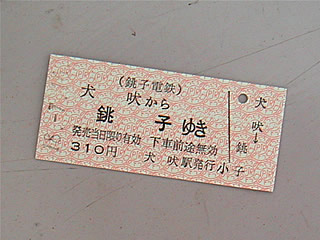 (銚子電鉄)
犬吠から
銚子ゆき
発売当日限り有効 下車前途無効
310円 犬吠駅発行
小
犬吠→銚子